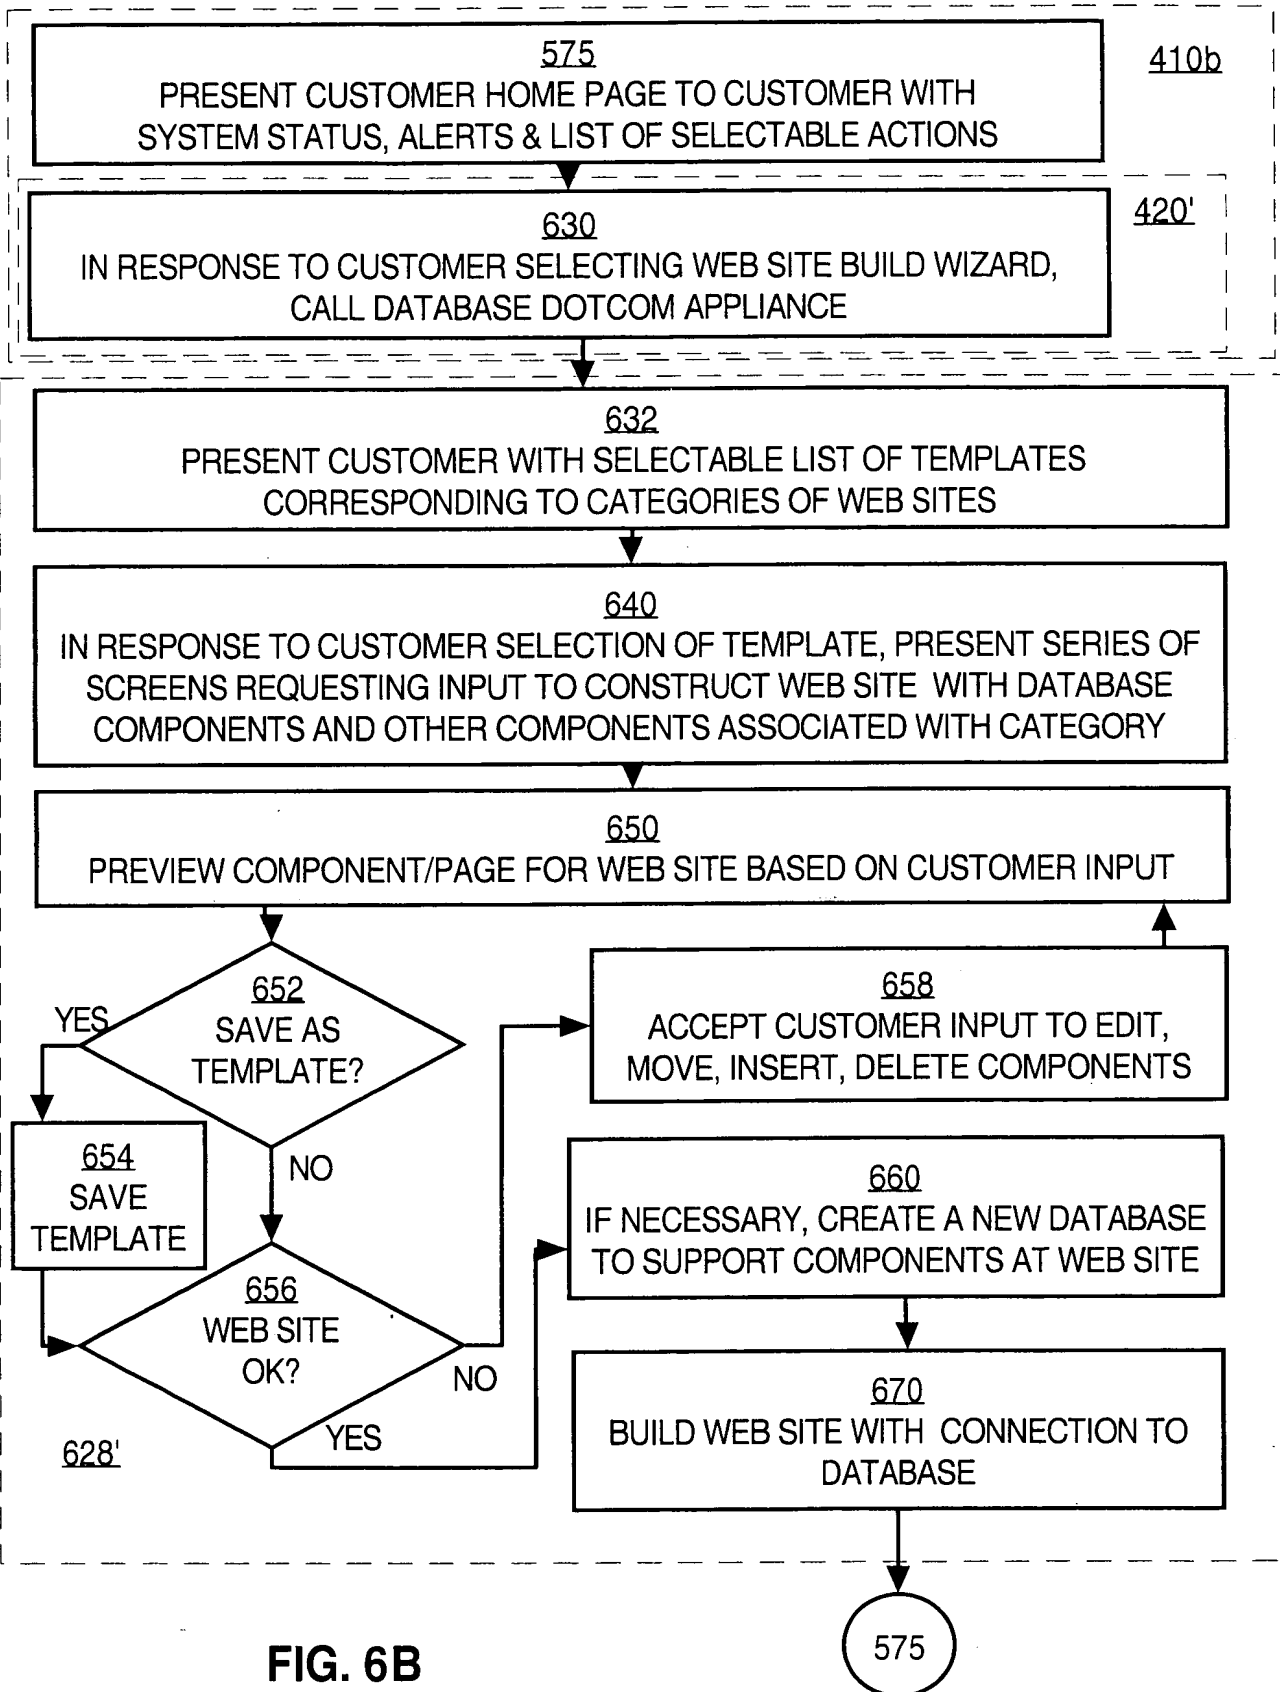 575
PRESENT CUSTOMER HOME PAGE TO CUSTOMER WITH
SYSTEM STATUS, ALERTS & LIST OF SELECTABLE ACTIONS
410b
630
IN RESPONSE TO CUSTOMER SELECTING WEB SITE BUILD WIZARD,
CALL DATABASE DOTCOM APPLIANCE
420'
632
PRESENT CUSTOMER WITH SELECTABLE LIST OF TEMPLATES
CORRESPONDING TO CATEGORIES OF WEB SITES
640
IN RESPONSE TO CUSTOMER SELECTION OF TEMPLATE, PRESENT SERIES OF
SCREENS REQUESTING INPUT TO CONSTRUCT WEB SITE WITH DATABASE
COMPONENTS AND OTHER COMPONENTS ASSOCIATED WITH CATEGORY
650
PREVIEW COMPONENT/PAGE FOR WEB SITE BASED ON CUSTOMER INPUT
652
SAVE AS
TEMPLATE?
YES
NO
654
SAVE
TEMPLATE
656
WEB SITE
OK?
NO
YES
658
ACCEPT CUSTOMER INPUT TO EDIT,
MOVE, INSERT, DELETE COMPONENTS
660
IF NECESSARY, CREATE A NEW DATABASE
TO SUPPORT COMPONENTS AT WEB SITE
670
BUILD WEB SITE WITH CONNECTION TO
DATABASE
628'
575
FIG. 6B